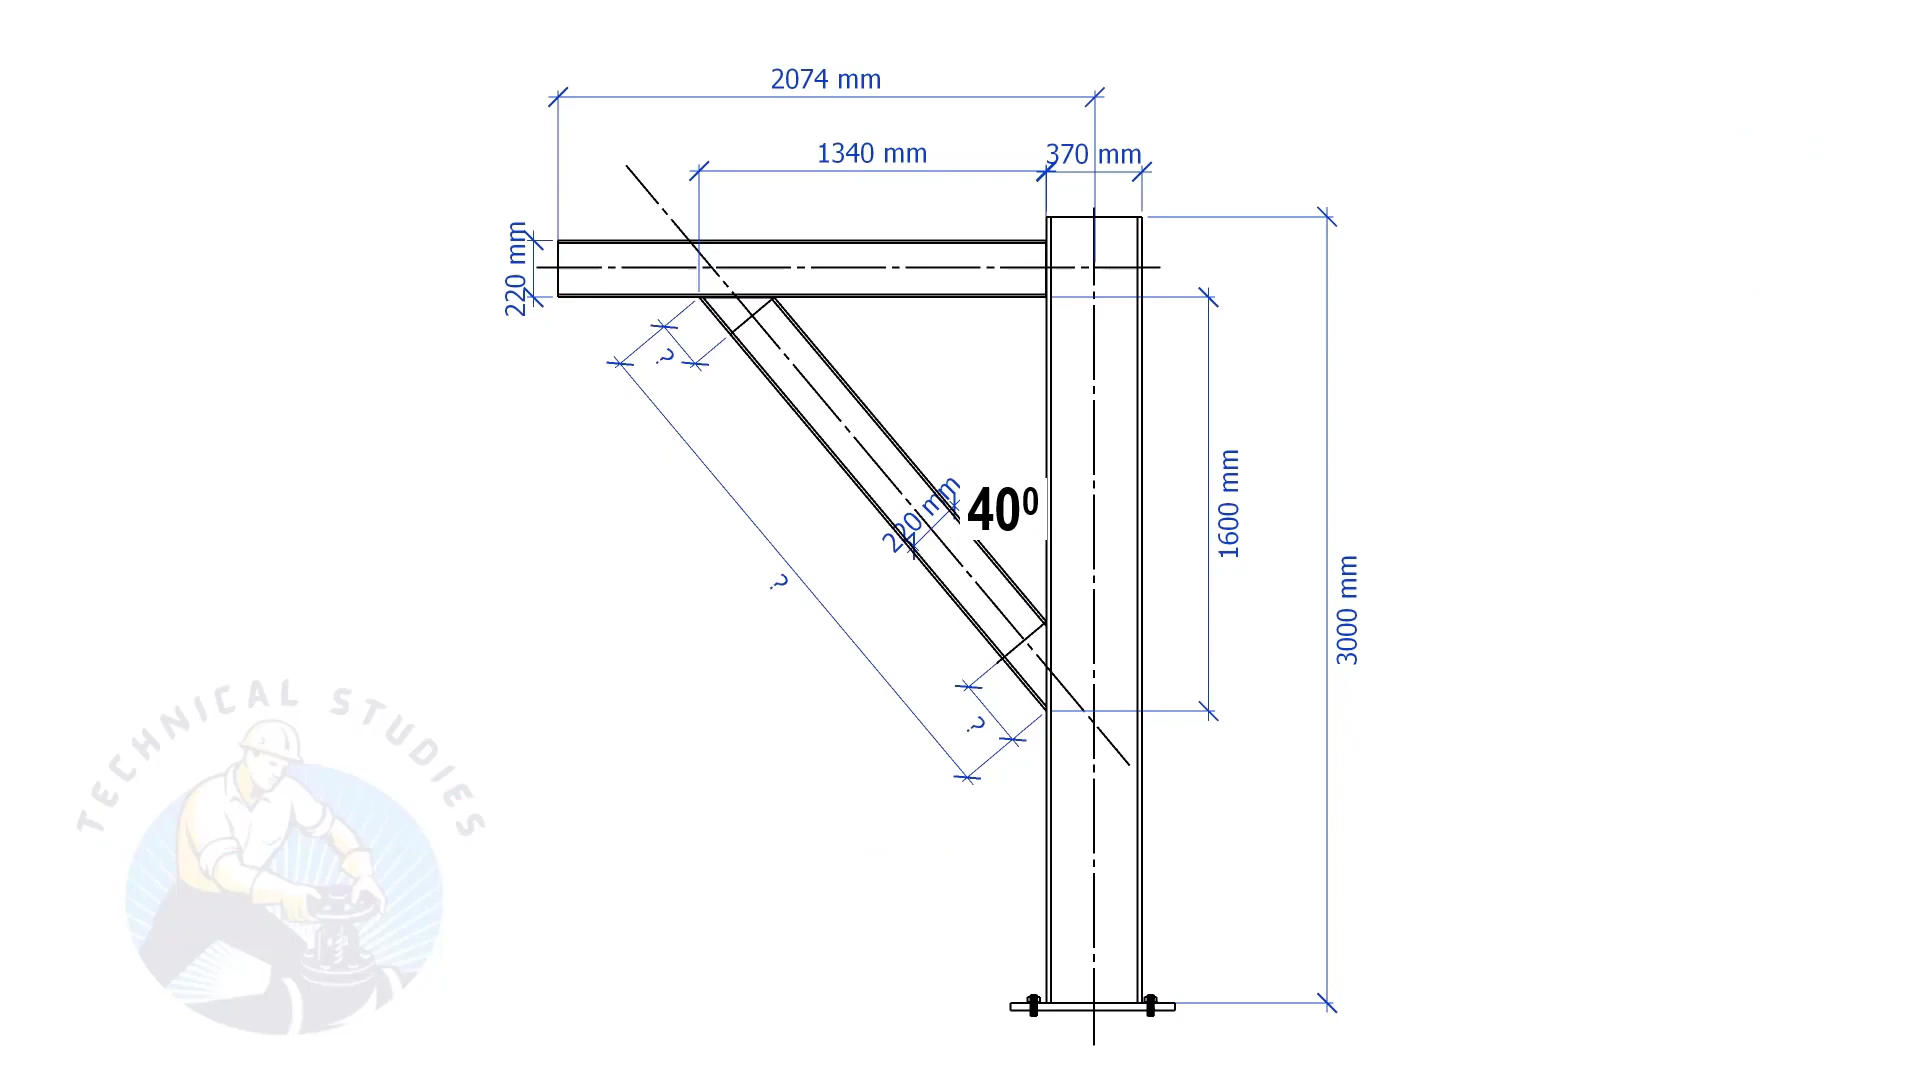 2074 mm
1340 mm
370 mm
220 mm
?
220 mm
40⁰
1600 mm
?
3000 mm
?
TECHNICAL STUDIES